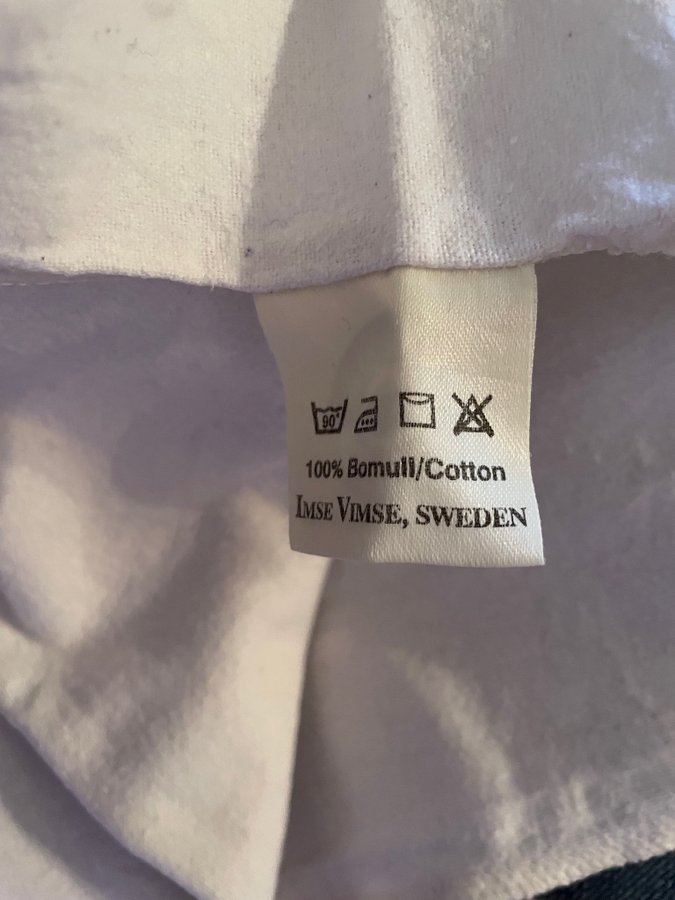 90°
100% Bomull/Cotton
IMSE VIMSE, SWEDEN